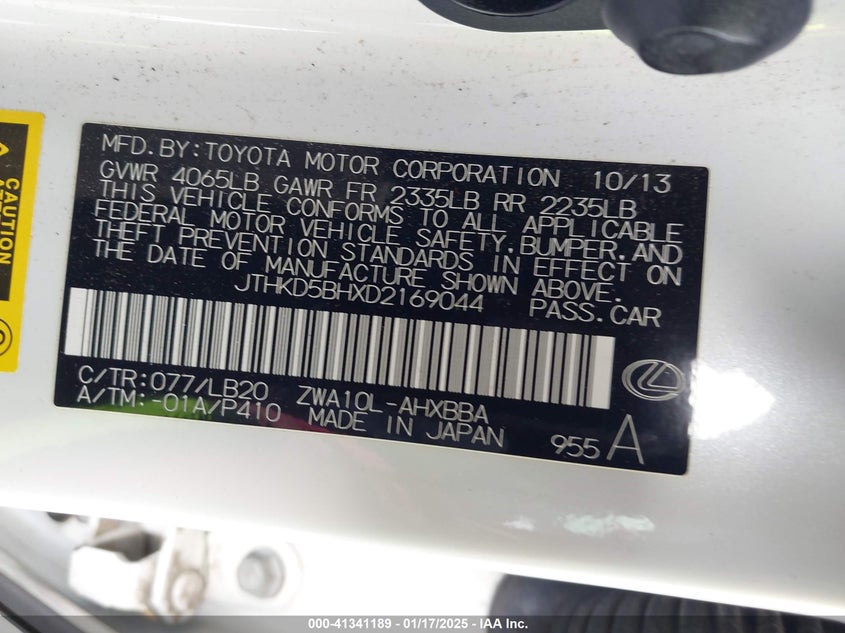 MFD.BY:TOYOTA MOTOR CORPORATION 10/13
GVWR 4065LB GAWR FR 2335LB RR 2235LB
THIS VEHICLE CONFORMS TO ALL APPLICABLE
FEDERAL MOTOR VEHICLE SAFETY,BUMPER,AND
THEFT PREVENTION STANDARDS IN EFFECT ON
THE DATE OF MANUFACTURE SHOWN ABOVE.
JTHKD5BHXD2169044 PASS.CAR
C/TR:077/LB20 ZWA10L-AHXBBA
A/TM:-01A/P410 MADE IN JAPAN 955A
CAUTION
000-41341189 - 01/17/2025 - IAA Inc.